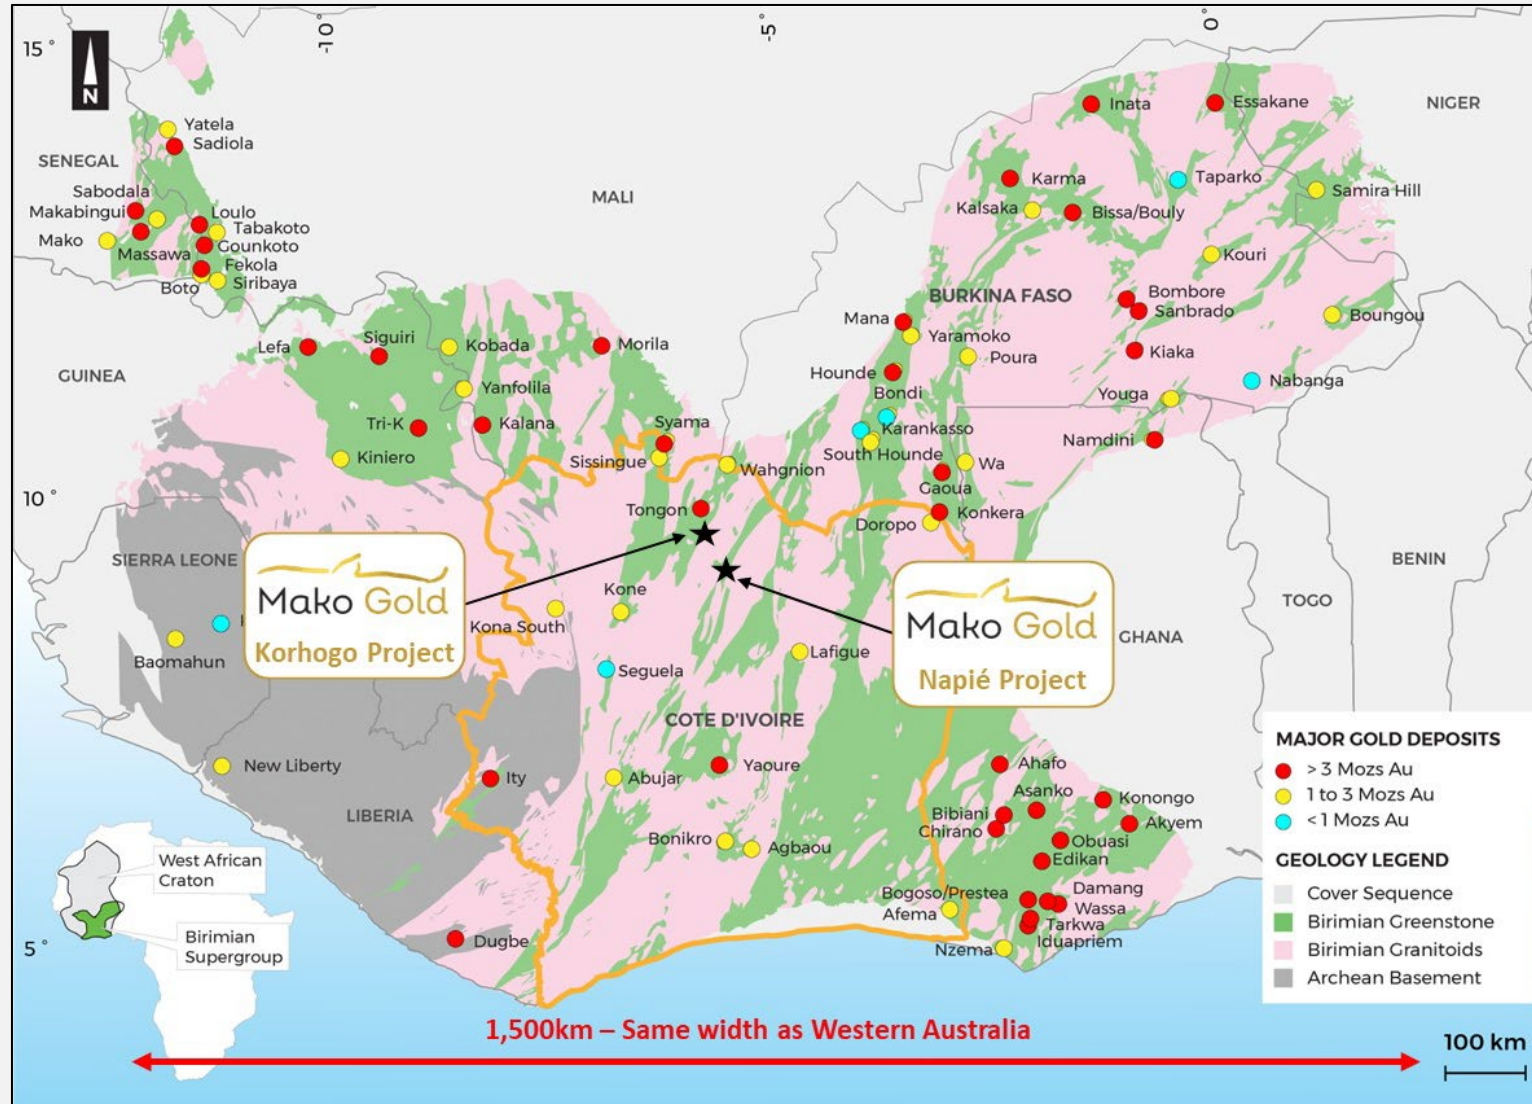 15 °
-10 °
-5 °
0 °
N
Inata
Essakane
NIGER
Yatela
Sadiola
SENEGAL
MALI
Karma
Taparko
Samira Hill
Kalsaka
Bissa/Bouly
Sabodala
Makabingui
Loulo
Tabakoto
Mako
Massawa
Gounkoto
Fekola
Boto
Siribaya
Kouri
BURKINA FASO
Bombore
Sanbrado
Boungou
Mana
Yaramoko
Poura
Kiaka
Lefa
Siguiri
Kobada
Morila
GUINEA
Yanfolila
Hounde
Bondi
Nabanga
Youga
Tri-K
Kalana
Syama
Karankasso
Namdini
Kiniero
Sissingue
South Hounde
Wahgnion
Wa
Gaoua
10 °
Tongon
Konkera
Doropo
SIERRA LEONE
BENIN
Mako Gold
Korhogo Project
Kone
Kona South
Mako Gold
Napié Project
TOGO
GHANA
K
Baomahun
Lafigue
Seguela
COTE D'IVOIRE
New Liberty
Ity
Abujar
Yaoure
Ahafo
LIBERIA
Asanko
Konongo
Bibiani
Chirano
Akyem
Bonikro
Agbaou
Obuasi
Edikan
Bogoso/Prestea
Damang
Afema
Wassa
Tarkwa
Iduapriem
Dugbe
Nzema
5 °
MAJOR GOLD DEPOSITS
> 3 Mozs Au
1 to 3 Mozs Au
< 1 Mozs Au
GEOLOGY LEGEND
Cover Sequence
Birimian Greenstone
Birimian Granitoids
Archean Basement
West African
Craton
Birimian
Supergroup
1,500km – Same width as Western Australia
100 km